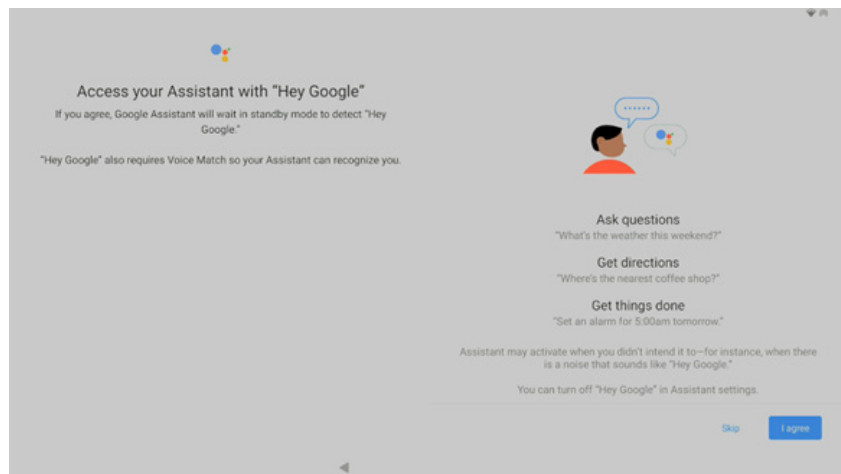 Access your Assistant with “Hey Google”
If you agree, Google Assistant will wait in standby mode to detect “Hey
Google.”
“Hey Google” also requires Voice Match so your Assistant can recognize you.
Ask questions
“What's the weather this weekend?”
Get directions
“Where's the nearest coffee shop?”
Get things done
“Set an alarm for 5:00am tomorrow.”
Assistant may activate when you didn't intend it to—for instance, when there
is a noise that sounds like “Hey Google.”
You can turn off “Hey Google” in Assistant settings.
Skip
I agree